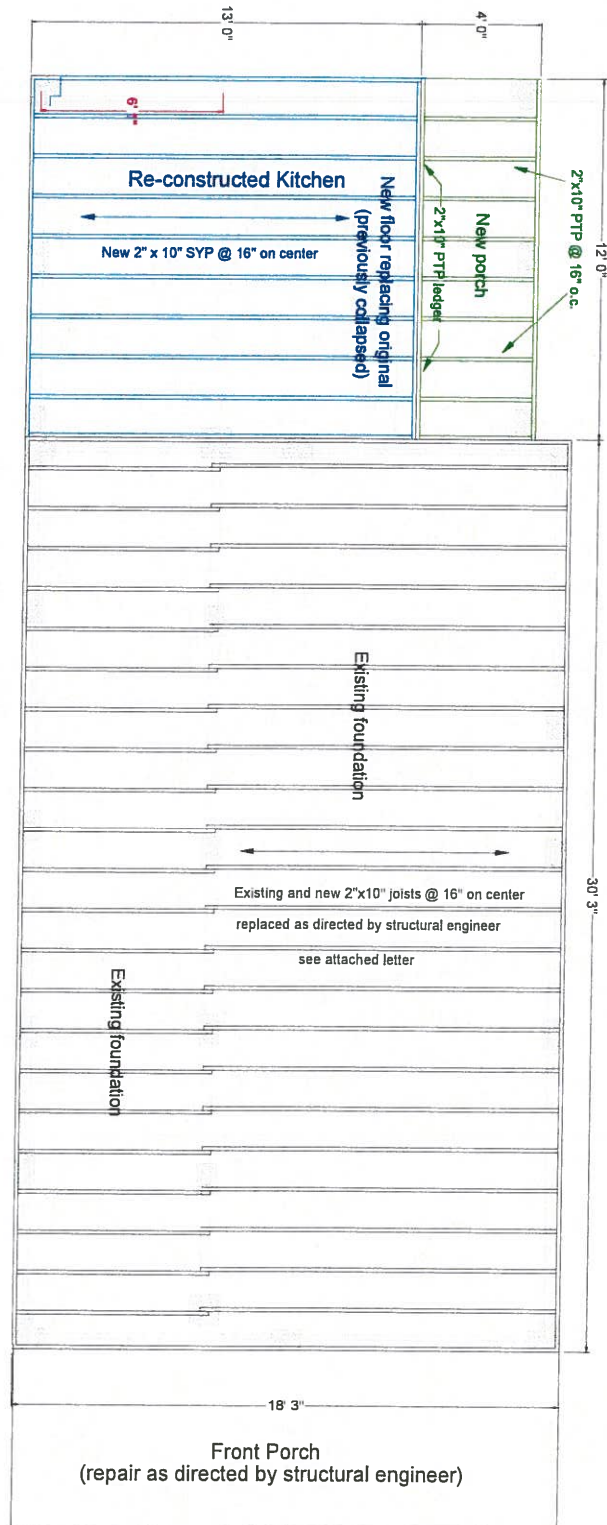 13' 0"
4' 0"
12' 0"
6'
2"x10" PTP @ 16" o.c.
New porch
2"x10" PTP ledger
Re-constructed Kitchen
New 2" x 10" SYP @ 16" on center
New floor replacing original
(previously collapsed)
Existing foundation
30' 3"
Existing and new 2"x10" joists @ 16" on center
replaced as directed by structural engineer
see attached letter
Existing foundation
18' 3"
Front Porch
(repair as directed by structural engineer)